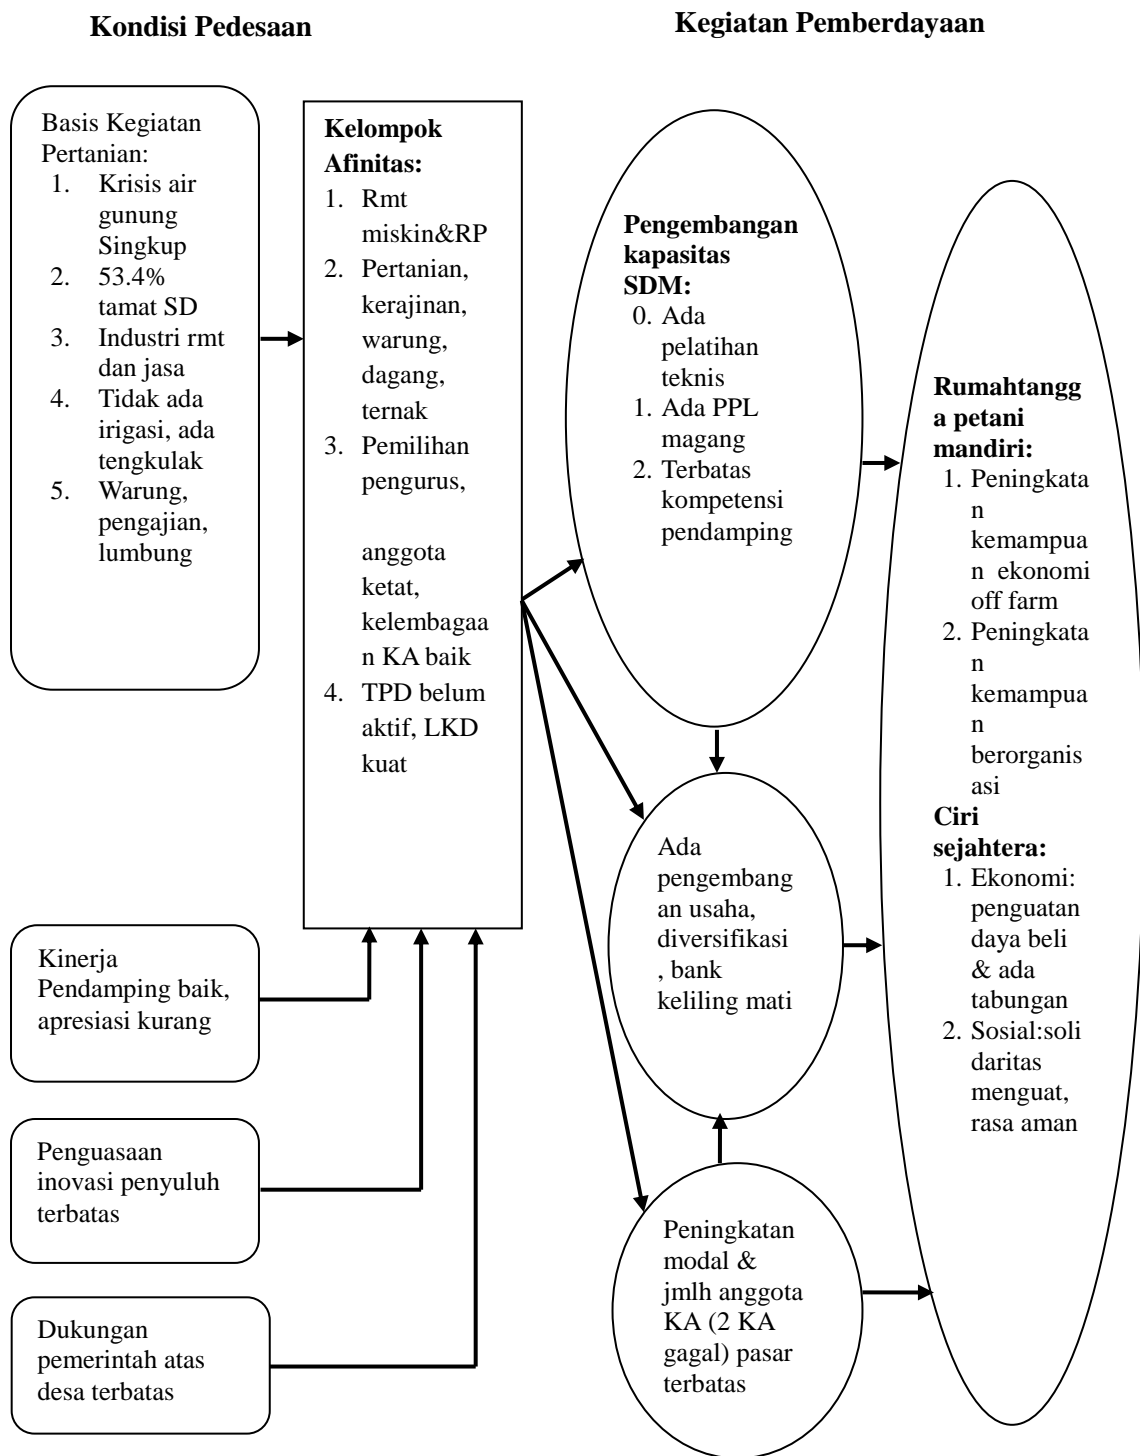 Kondisi Pedesaan
Kegiatan Pemberdayaan
Basis Kegiatan
Pertanian:
1. Krisis air
gunung
Singkup
2. 53.4%
tamat SD
3. Industri rmt
dan jasa
4. Tidak ada
irigasi, ada
tengkulak
5. Warung,
pengajian,
lumbung
Kelompok
Afinitas:
1. Rmt
miskin&RP
2. Pertanian,
kerajinan,
warung,
dagang,
ternak
3. Pemilihan
pengurus,
anggota
ketat,
kelembagaa
n KA baik
4. TPD belum
aktif, LKD
kuat
Pengembangan
kapasitas
SDM:
0. Ada
pelatihan
teknis
1. Ada PPL
magang
2. Terbatas
kompetensi
pendamping
Rumahtangg
a petani
mandiri:
1. Peningkata
n
kemampua
n ekonomi
off farm
2. Peningkata
n
kemampua
n
berorganis
asi
Ciri
sejahtera:
1. Ekonomi:
penguatan
daya beli
& ada
tabungan
2. Sosial:soli
daritas
menguat,
rasa aman
Ada
pengembang
an usaha,
diversifikasi
, bank
keliling mati
Kinerja
Pendamping baik,
apresiasi kurang
Penguasaan
inovasi penyuluh
terbatas
Peningkatan
modal &
jmlh anggota
KA (2 KA
gagal) pasar
terbatas
Dukungan
pemerintah atas
desa terbatas